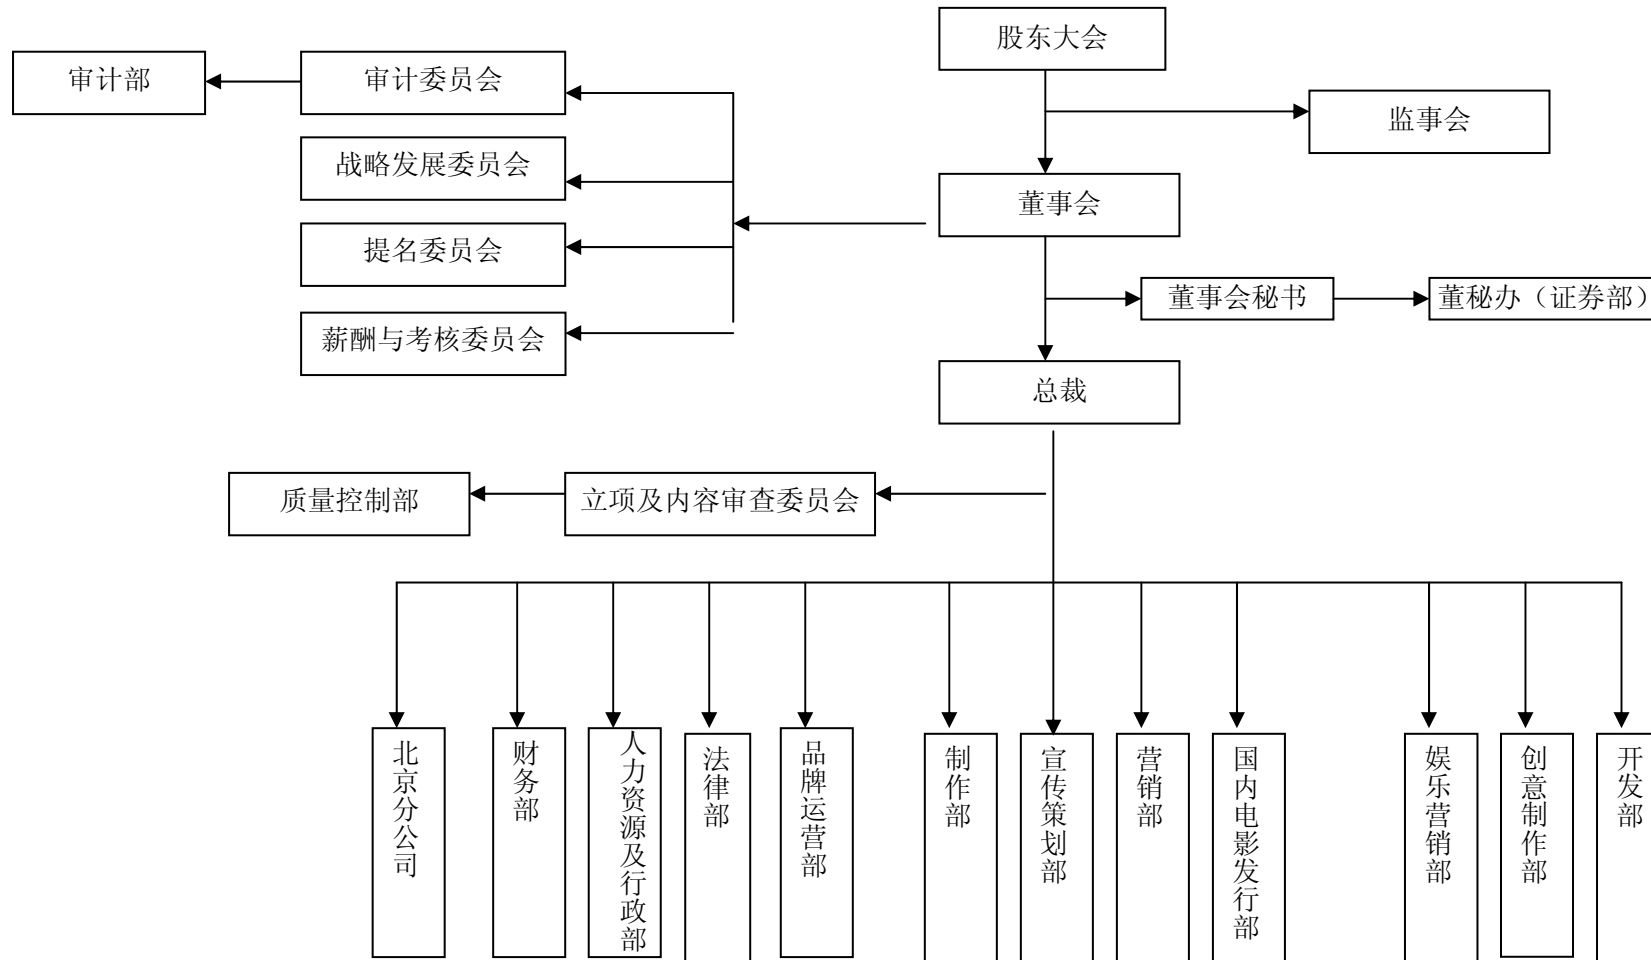 股东大会
审计部
审计委员会
监事会
战略发展委员会
董事会
提名委员会
董事会秘书
董秘办（证券部）
薪酬与考核委员会
总裁
质量控制部
立项及内容审查委员会
北京分公司
财务部
人力资源及行政部
法律部
品牌运营部
制作部
宣传策划部
营销部
国内电影发行部
娱乐营销部
创意制作部
开发部